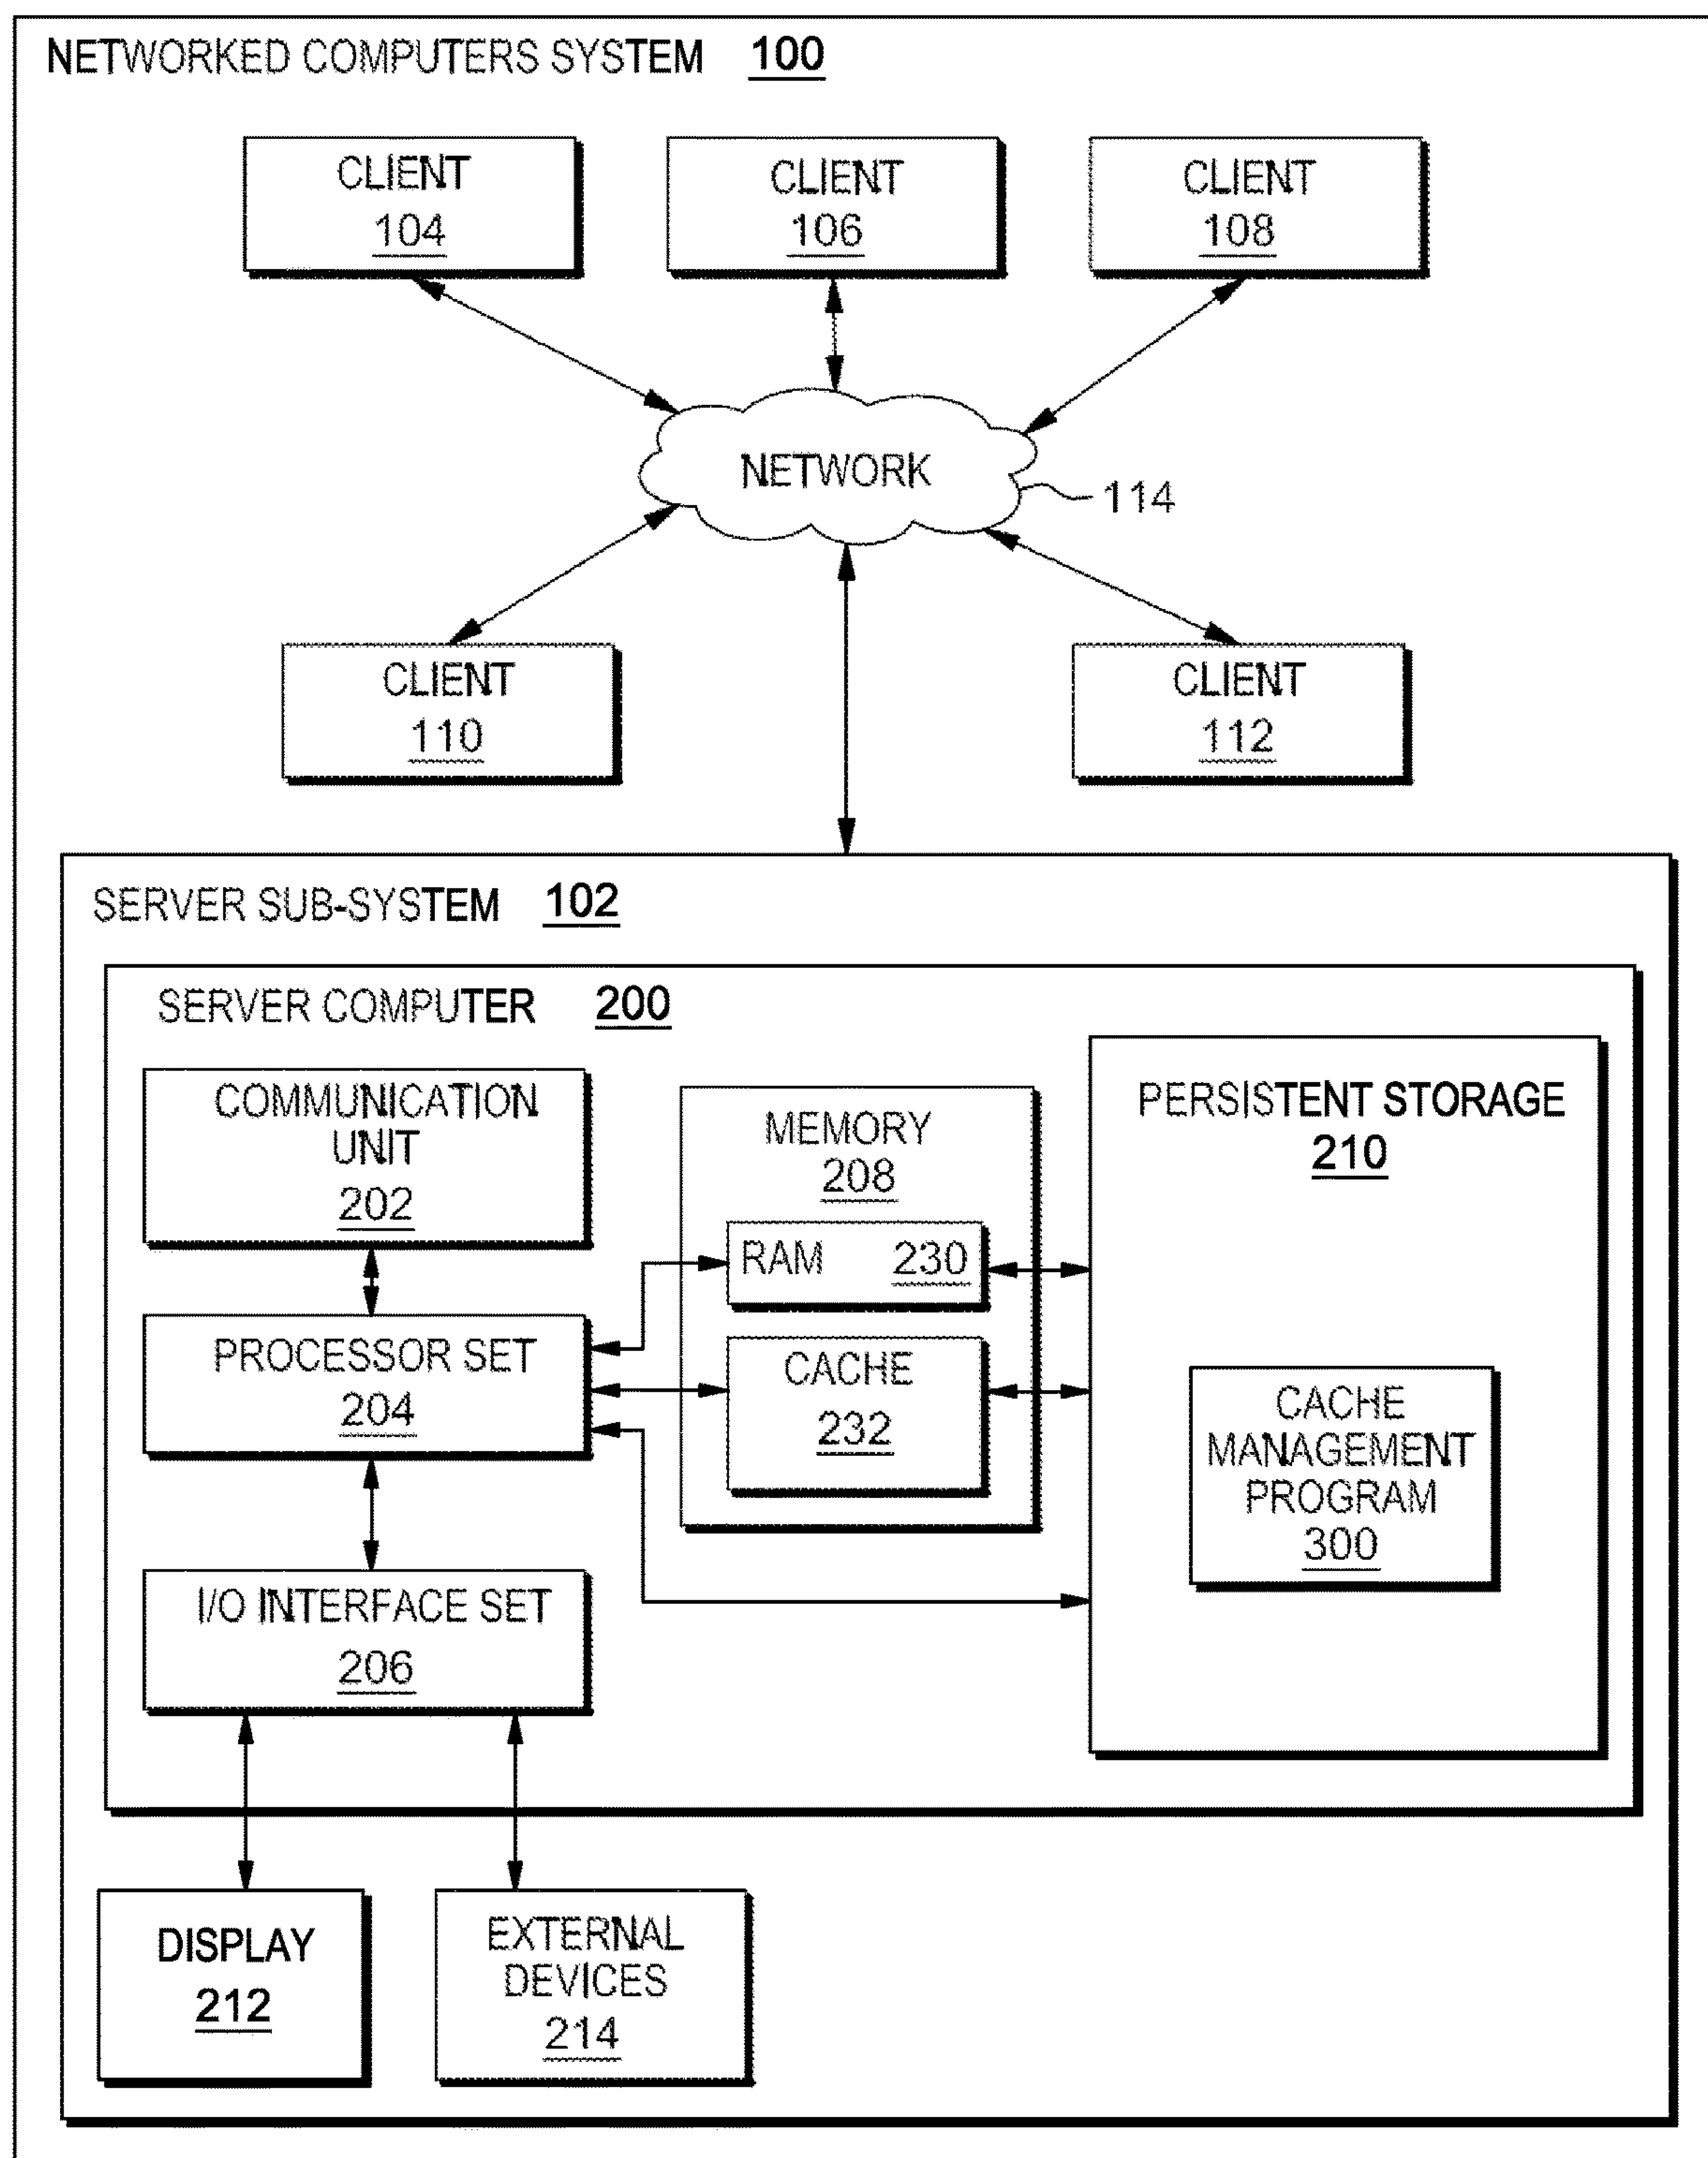 NETWORKED COMPUTERS SYSTEM 100
CLIENT
104
CLIENT
106
CLIENT
108
NETWORK
114
CLIENT
110
CLIENT
112
SERVER SUB-SYSTEM 102
SERVER COMPUTER 200
COMMUNICATION
UNIT
202
MEMORY
208
PERSISTENT STORAGE
210
RAM 230
PROCESSOR SET
204
CACHE
232
CACHE
MANAGEMENT
PROGRAM
300
I/O INTERFACE SET
206
DISPLAY
212
EXTERNAL
DEVICES
214